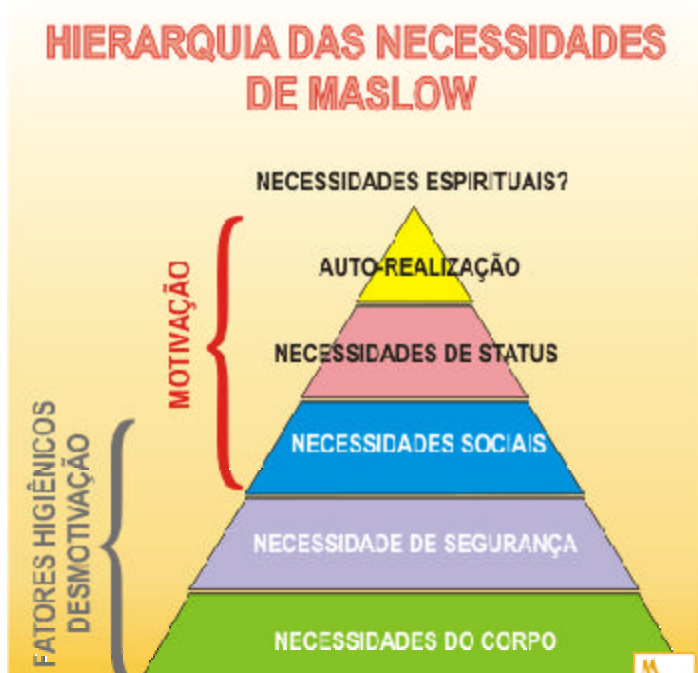 HIERARQUIA DAS NECESSIDADES
DE MASLOW
NECESSIDADES ESPIRITUAIS?
AUTO-REALIZAÇÃO
NECESSIDADES DE STATUS
NECESSIDADES SOCIAIS
NECESSIDADE DE SEGURANÇA
NECESSIDADES DO CORPO
MOTIVAÇÃO
FATORES HIGIÊNICOS
DESMOTIVAÇÃO